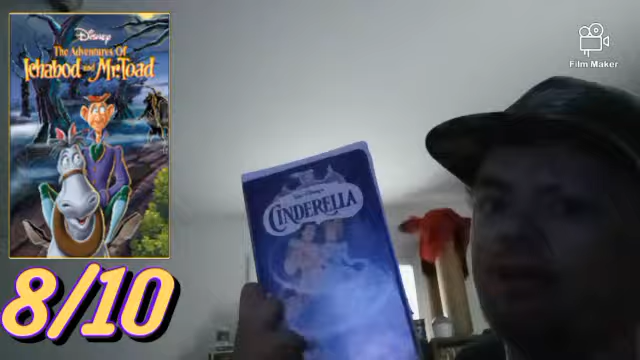 Disney
The Adventures Of
Ichabod and Mr. Toad
8/10
Film Maker
Walt Disney's
CINDERELLA